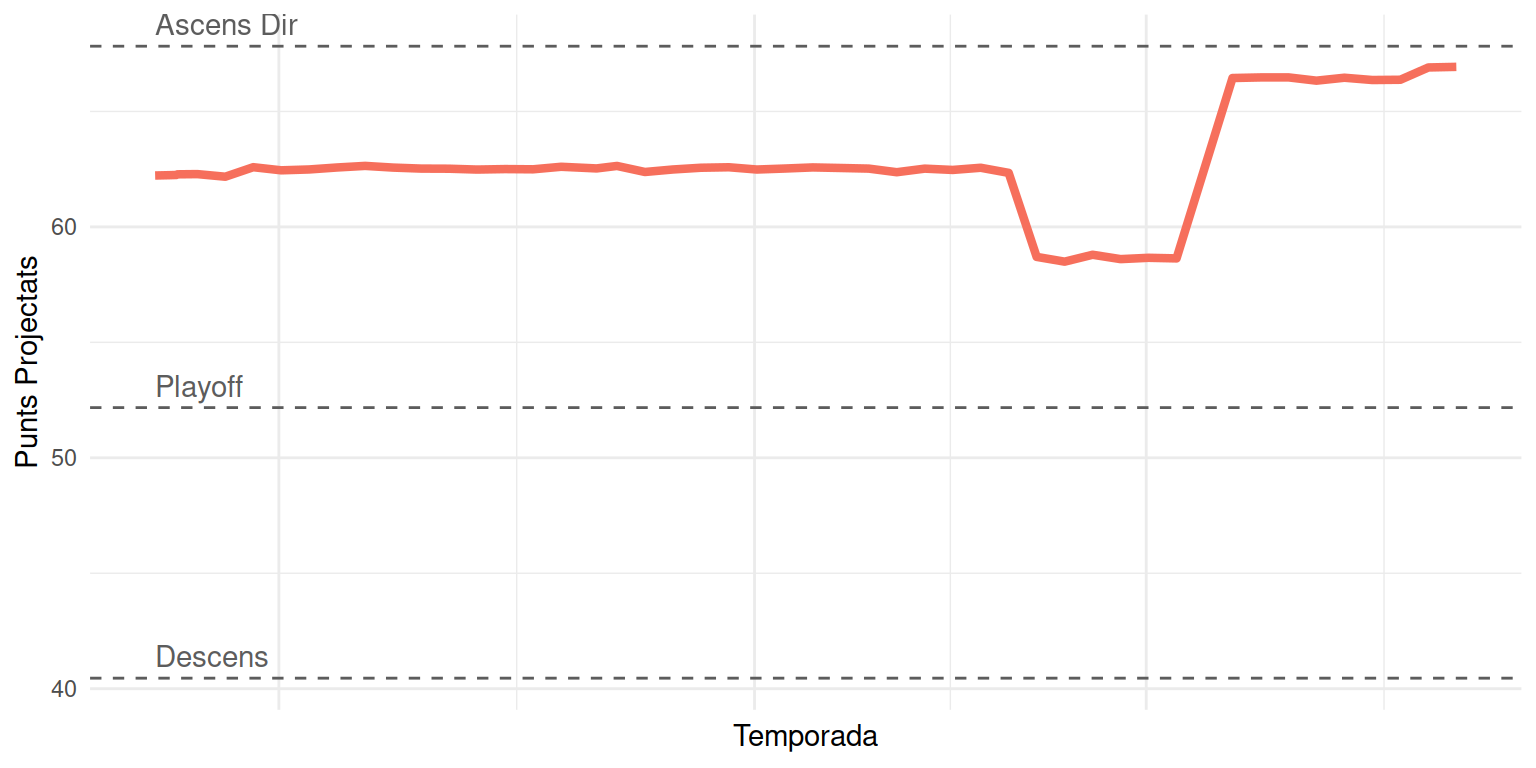 Ascens Dir
60
Punts Projectats
Playoff
50
Descens
40
Temporada